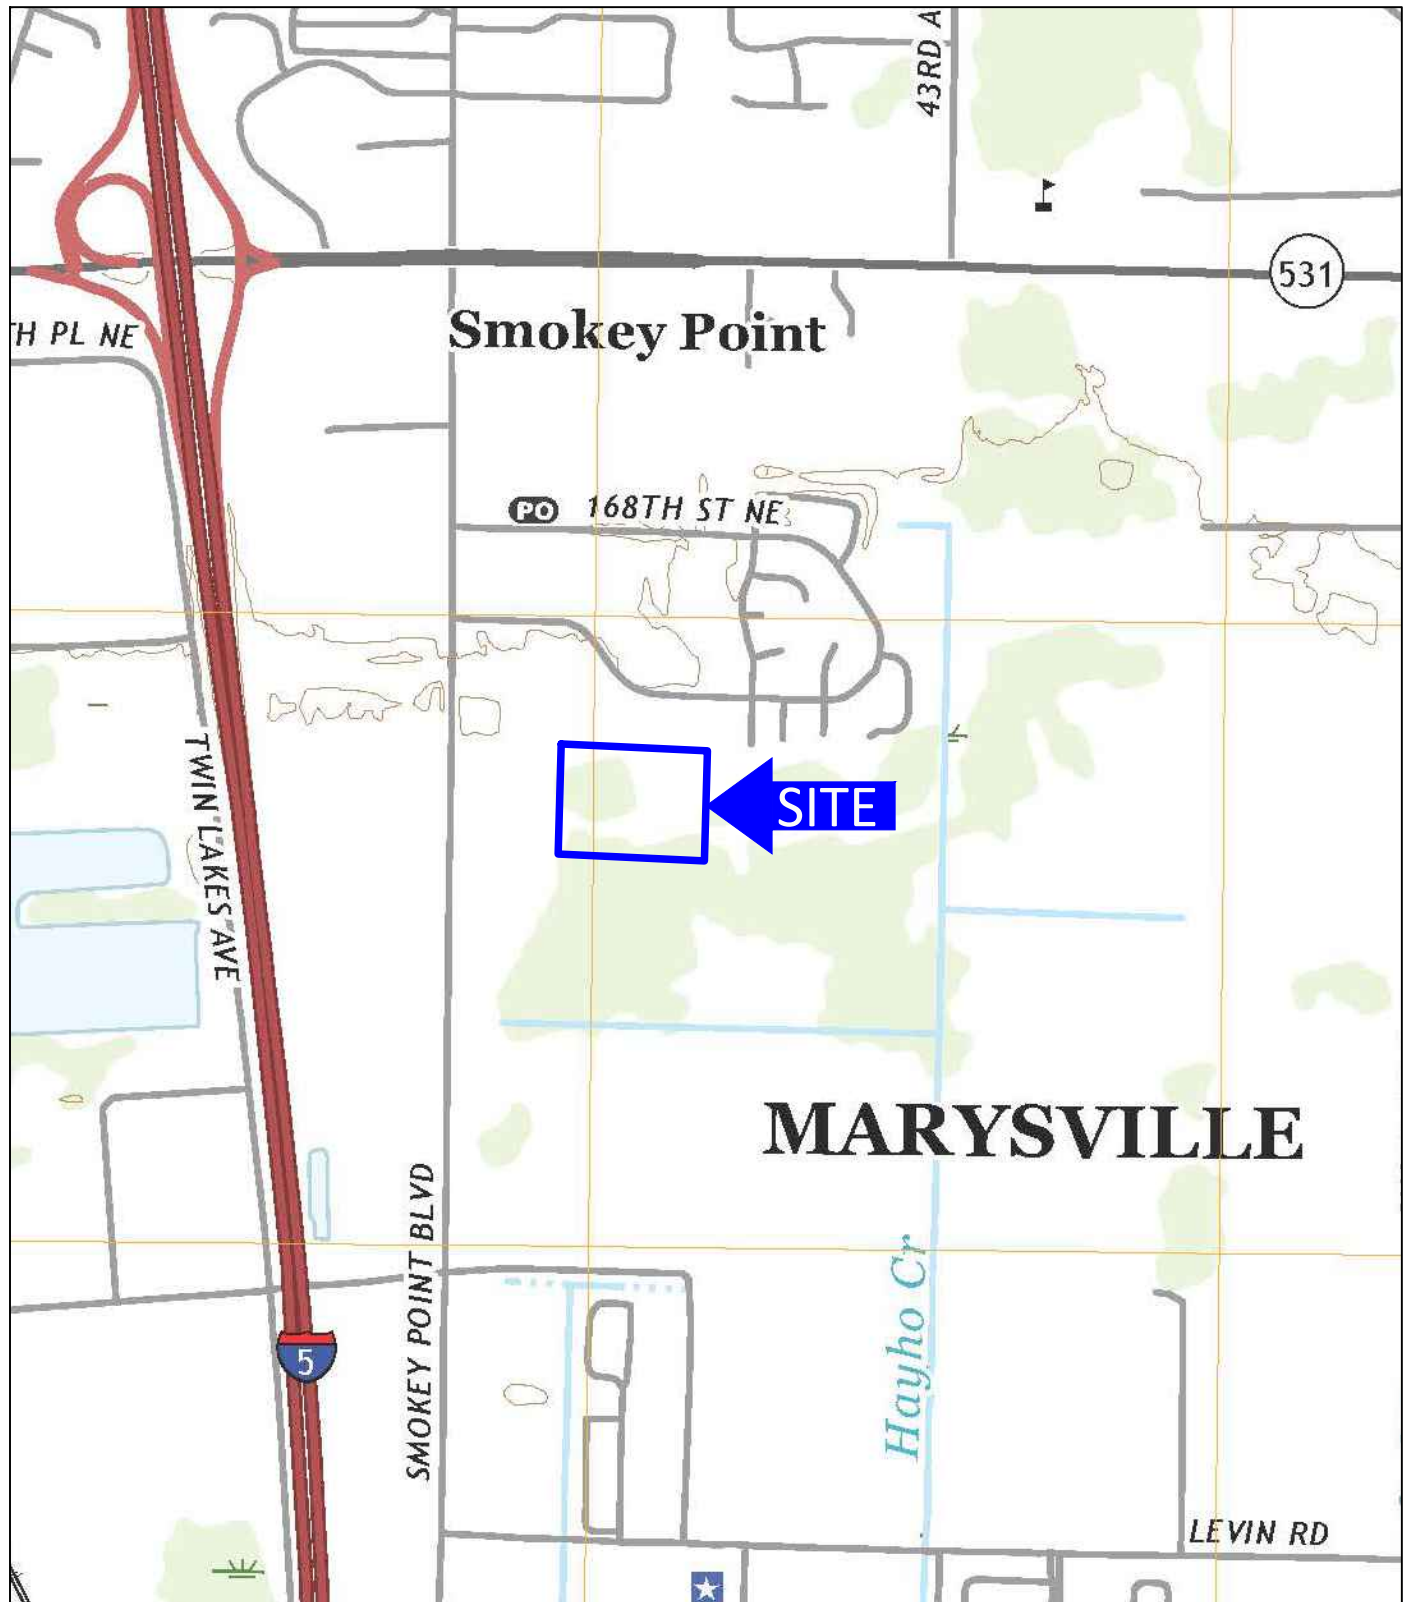 43RD A
531
TH PL NE
Smokey Point
PO
168TH ST NE
SITE
TWIN LAKES AVE
MARYSVILLE
SMOKEY POINT BLVD
Hayho Cr
5
LEVIN RD